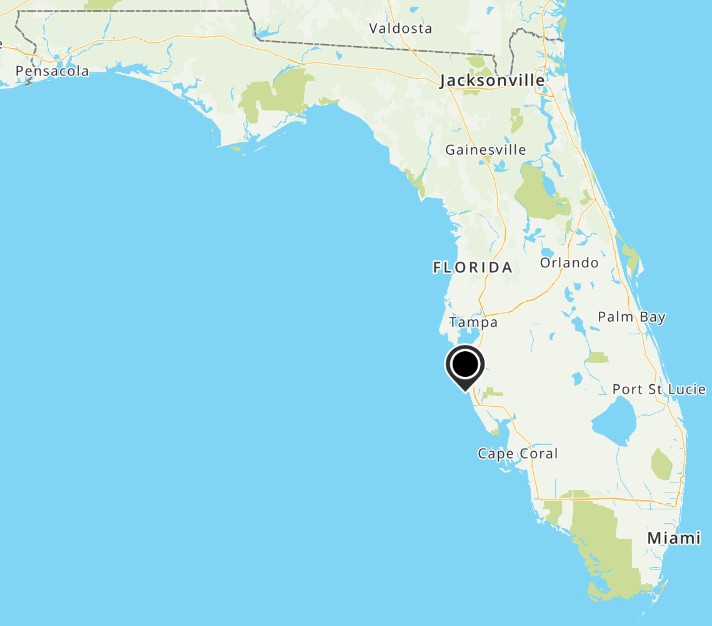 Valdosta
Pensacola
Jacksonville
Gainesville
FLORIDA
Orlando
Tampa
Palm Bay
Port St Lucie
Cape Coral
Miami